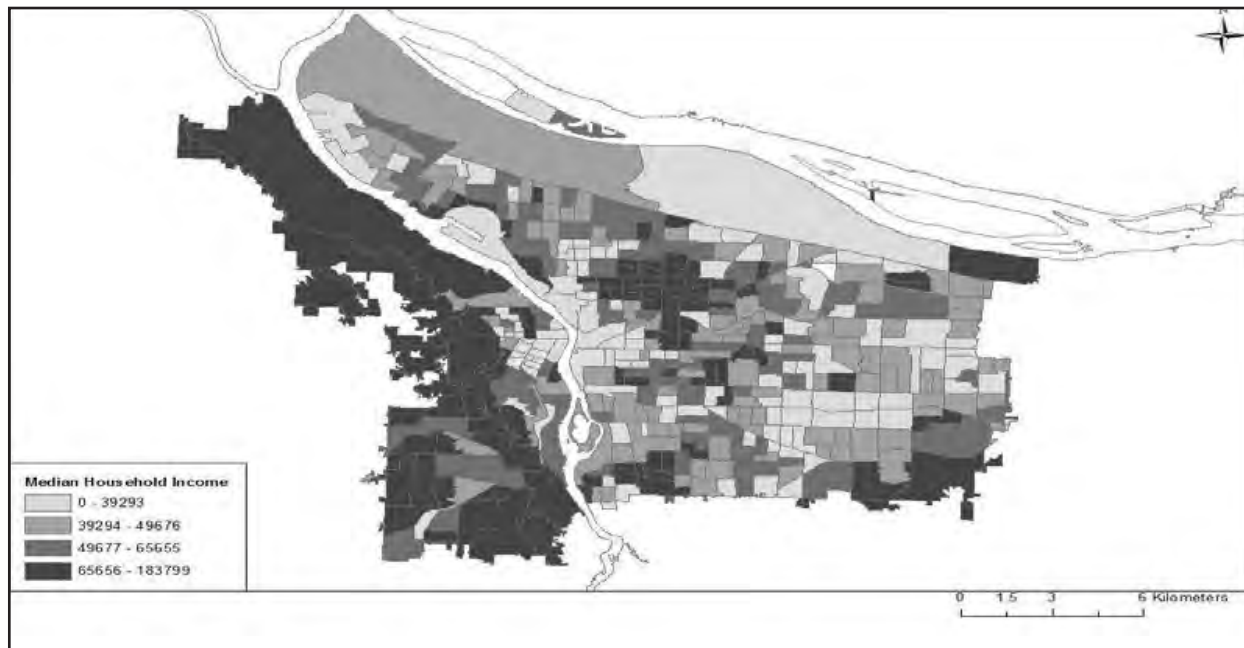 N
Median Household Income
0 - 39293
39294 - 49676
49677 - 65655
65656 - 183799
0 1.5 3 6 Kilometers